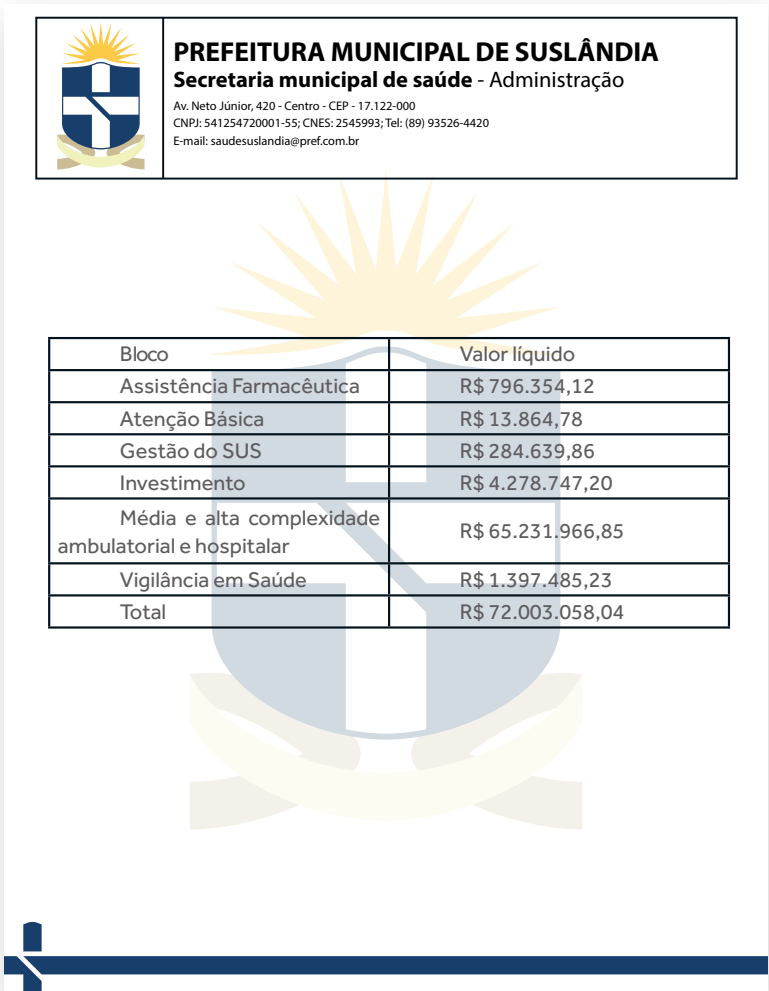 PREFEITURA MUNICIPAL DE SUSLÂNDIA
Secretaria municipal de saúde - Administração
Av. Neto Júnior, 420 - Centro - CEP - 17.122-000
CNPJ: 541254720001-55; CNES: 2545993; Tel: (89) 93526-4420
E-mail: saudesuslandia@pref.com.br
Bloco Valor líquido
Assistência Farmacêutica R$ 796.354,12
Atenção Básica R$ 13.864,78
Gestão do SUS R$ 284.639,86
Investimento R$ 4.278.747,20
Média e alta complexidade
ambulatorial e hospitalar R$ 65.231.966,85
Vigilância em Saúde R$ 1.397.485,23
Total R$ 72.003.058,04